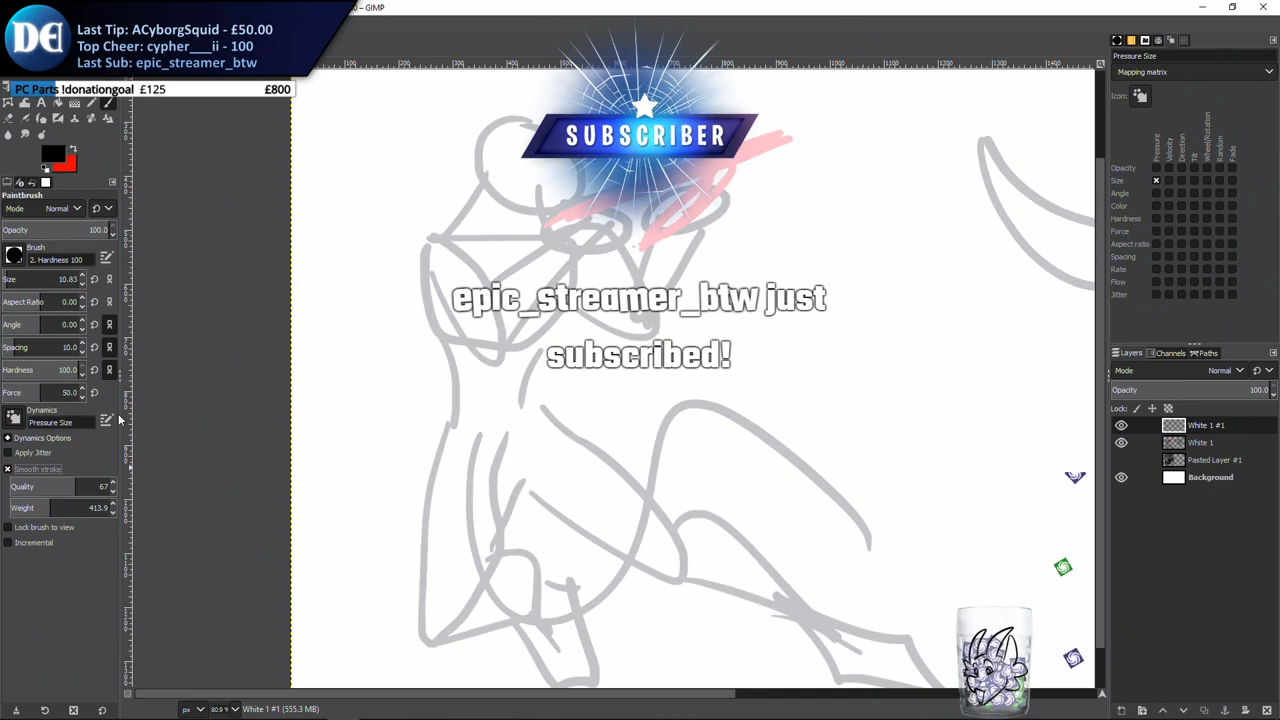 - GIMP
DE
Last Tip: ACyborgSquid - £50.00
Top Cheer: cypher___ii - 100
Last Sub: epic_streamer_btw
PC Parts !donationgoal £125 £800
SUBSCRIBER
epic_streamer_btw just
subscribed!
Paintbrush
Mode Normal
Opacity 100.0
Brush
2. Hardness 100
Size 10.83
Aspect Ratio 0.00
Angle 0.00
Spacing 10.0
Hardness 100.0
Force 50.0
Dynamics
Pressure Size
Dynamics Options
Apply Jitter
Smooth stroke
Quality 67
Weight 413.9
Lock brush to view
Incremental
px 80.9 White 1 #1 (555.3 MB)
Pressure Size
Mapping matrix
Icon:
Pressure Velocity Direction Tilt Wheel/Rotation Random Fade
Opacity
Size
Angle
Color
Hardness
Force
Aspect ratio
Spacing
Rate
Flow
Jitter
Layers Channels Paths
Mode Normal
Opacity 100.0
Lock:
White 1 #1
White 1
Pasted Layer #1
Background